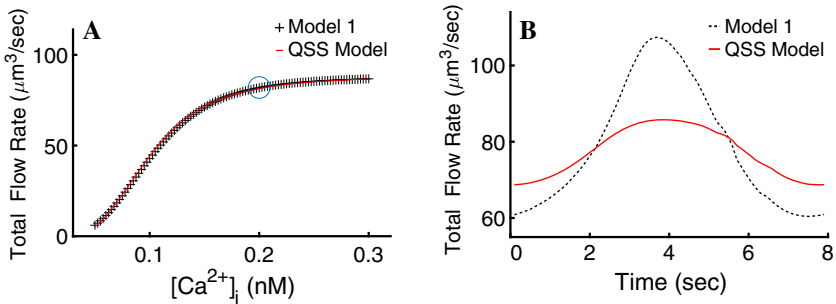 A
+ Model 1
- QSS Model
Total Flow Rate (μm³/sec)
100
50
0
0.1
0.2
0.3
[Ca²⁺]ᵢ (nM)
B
Model 1
QSS Model
Total Flow Rate (μm³/sec)
100
80
60
0
2
4
6
8
Time (sec)